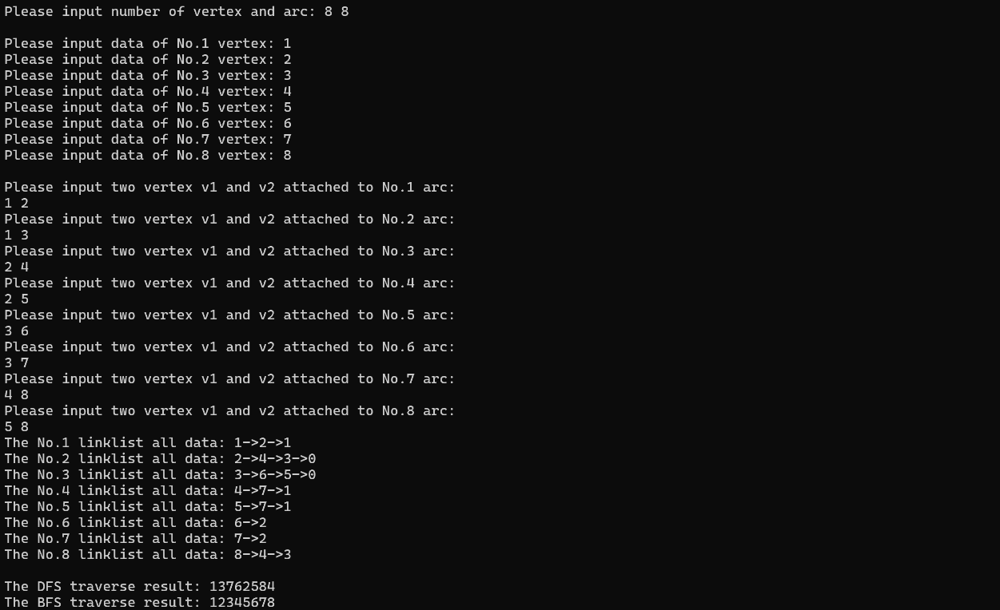 Please input number of vertex and arc: 8 8
Please input data of No.1 vertex: 1
Please input data of No.2 vertex: 2
Please input data of No.3 vertex: 3
Please input data of No.4 vertex: 4
Please input data of No.5 vertex: 5
Please input data of No.6 vertex: 6
Please input data of No.7 vertex: 7
Please input data of No.8 vertex: 8
Please input two vertex v1 and v2 attached to No.1 arc:
1 2
Please input two vertex v1 and v2 attached to No.2 arc:
1 3
Please input two vertex v1 and v2 attached to No.3 arc:
2 4
Please input two vertex v1 and v2 attached to No.4 arc:
2 5
Please input two vertex v1 and v2 attached to No.5 arc:
3 6
Please input two vertex v1 and v2 attached to No.6 arc:
3 7
Please input two vertex v1 and v2 attached to No.7 arc:
4 8
Please input two vertex v1 and v2 attached to No.8 arc:
5 8
The No.1 linklist all data: 1->2->1
The No.2 linklist all data: 2->4->3->0
The No.3 linklist all data: 3->6->5->0
The No.4 linklist all data: 4->7->1
The No.5 linklist all data: 5->7->1
The No.6 linklist all data: 6->2
The No.7 linklist all data: 7->2
The No.8 linklist all data: 8->4->3
The DFS traverse result: 13762584
The BFS traverse result: 12345678